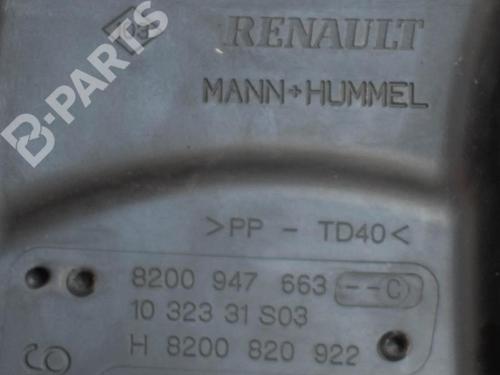 RENAULT
B-PARTS
MANN+HUMMEL
>PP - TD40<
8200 947 663 --C
10 323 31 S03
H 8200 820 922